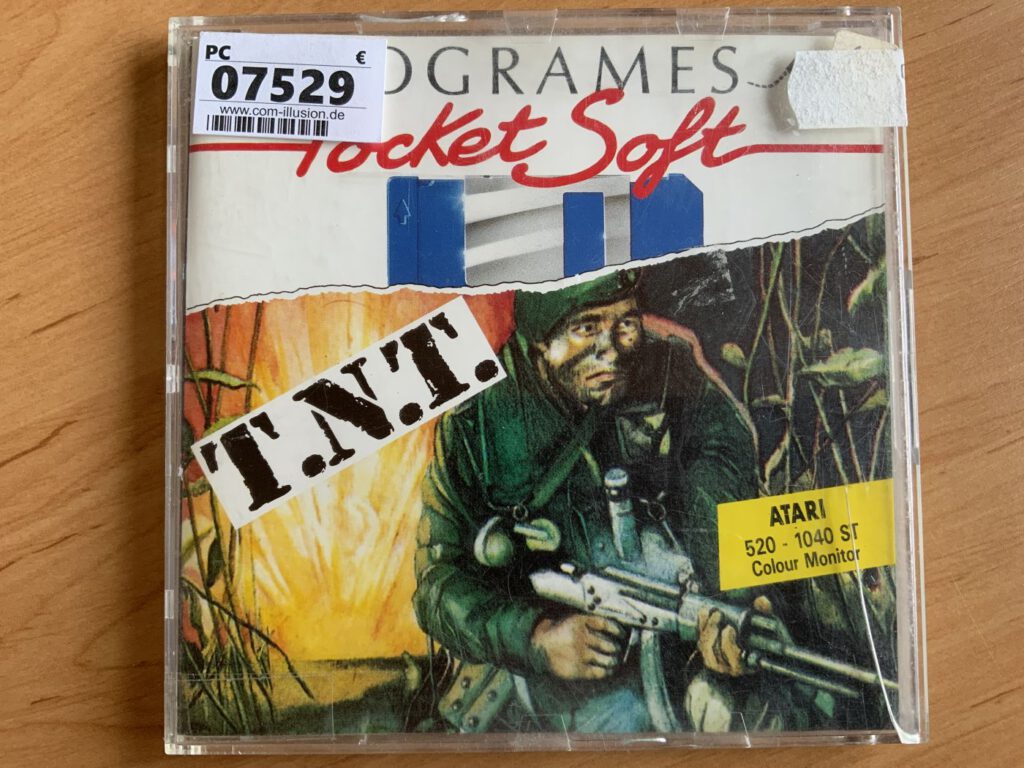 PC €
07529
www.com-illusion.de
OGRAMES
Pocket Soft
T.N.T.
ATARI
520 - 1040 ST
Colour Monitor